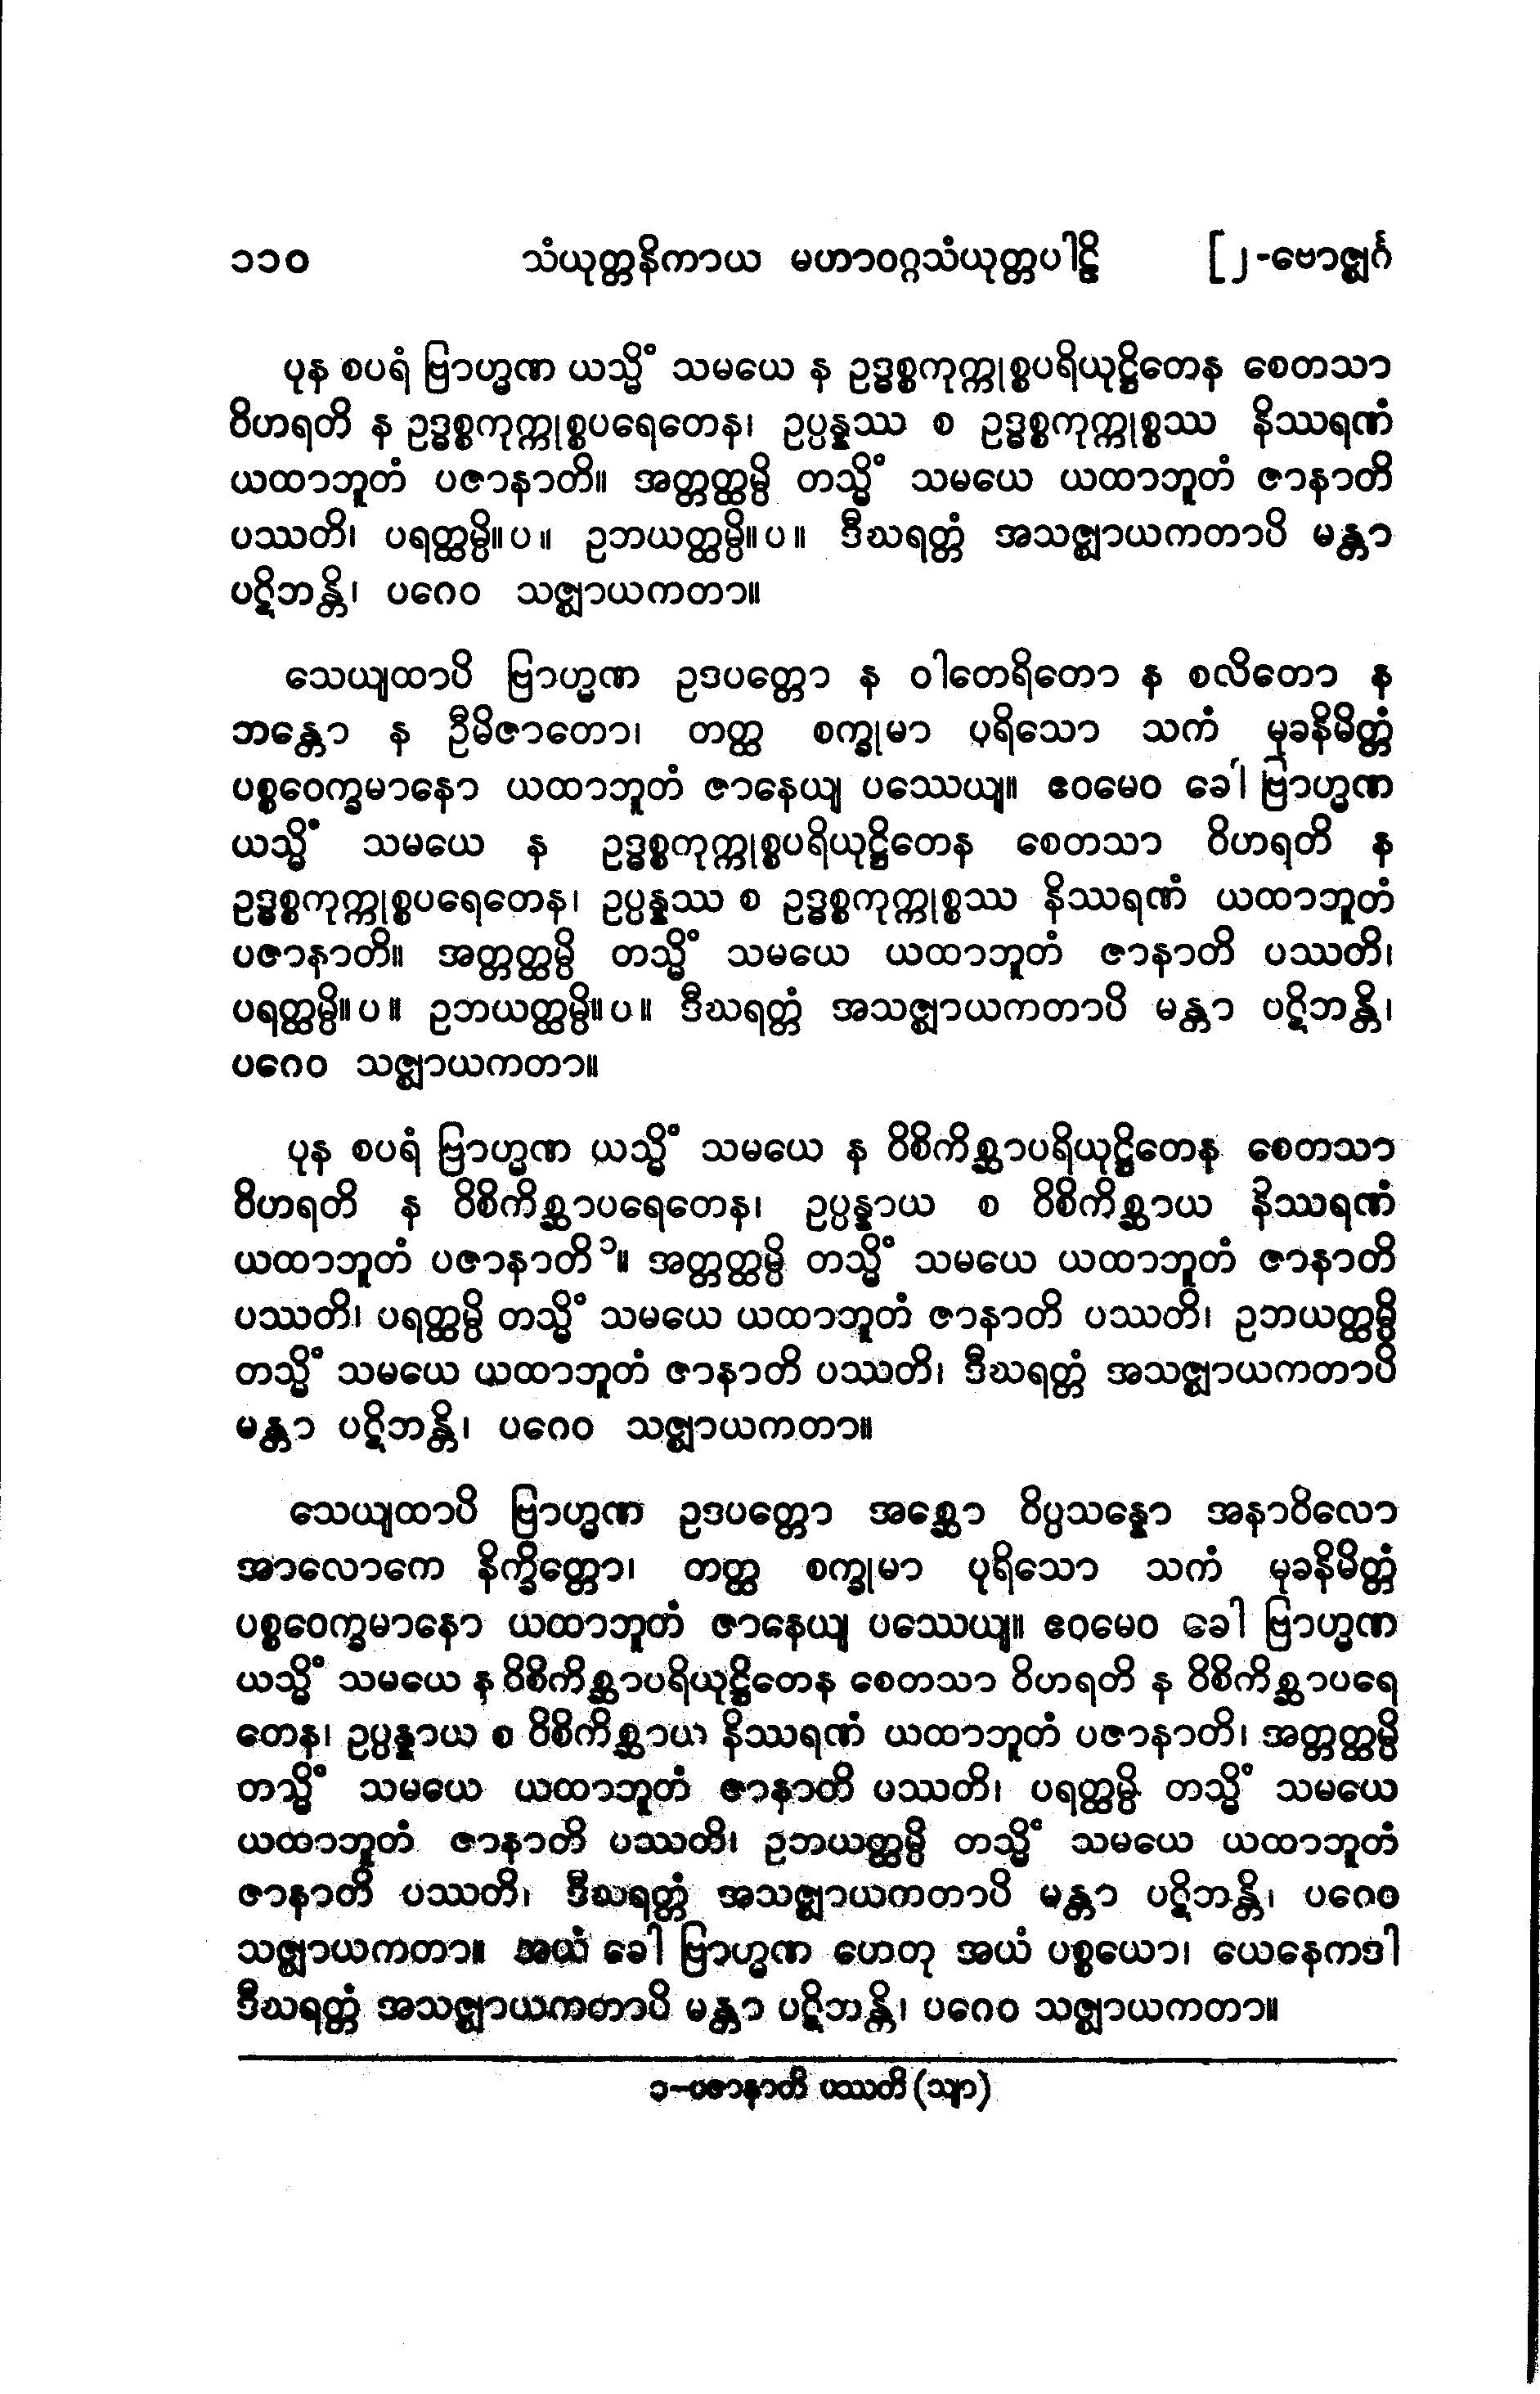 ၁၁၀ သံယုတ္တနိကာယ မဟာဝဂ္ဂသံယုတ္တပါဠိ [၂-ဗောဇ္ဈင်္ဂ
ပုန စပရံ ဗြာဟ္မဏ ယသ္မိံ သမယေ န ဥဒ္ဓစ္စကုက္ကုစ္စပရိယုဋ္ဌိတေန စေတသာ
ဝိဟရတိ န ဥဒ္ဓစ္စကုက္ကုစ္စပရေတေန၊ ဥပ္ပန္နဿ စ ဥဒ္ဓစ္စကုက္ကုစ္စဿ နိဿရဏံ
ယထာဘူတံ ပဇာနာတိ။ အတ္တတ္ထမ္ပိ တသ္မိံ သမယေ ယထာဘူတံ ဇာနာတိ
ပဿတိ၊ ပရတ္ထမ္ပိ။ပ။ ဥဘယတ္ထမ္ပိ။ပ။ ဒီဃရတ္တံ အသဇ္ဈာယကတာပိ မန္တာ
ပဋိဘန္တိ၊ ပဂေဝ သဇ္ဈာယကတာ။
သေယျထာပိ ဗြာဟ္မဏ ဥဒပတ္တော န ဝါတေရိတော န စလိတော န
ဘန္တော န ဦမိဇာတော၊ တတ္ထ စက္ခုမာ ပုရိသော သကံ မုခနိမိတ္တံ
ပစ္စဝေက္ခမာနော ယထာဘူတံ ဇာနေယျ ပဿေယျ။ ဧဝမေဝ ခေါ ဗြာဟ္မဏ
ယသ္မိံ သမယေ န ဥဒ္ဓစ္စကုက္ကုစ္စပရိယုဋ္ဌိတေန စေတသာ ဝိဟရတိ န
ဥဒ္ဓစ္စကုက္ကုစ္စပရေတေန၊ ဥပ္ပန္နဿ စ ဥဒ္ဓစ္စကုက္ကုစ္စဿ နိဿရဏံ ယထာဘူတံ
ပဇာနာတိ။ အတ္တတ္ထမ္ပိ တသ္မိံ သမယေ ယထာဘူတံ ဇာနာတိ ပဿတိ၊
ပရတ္ထမ္ပိ။ပ။ ဥဘယတ္ထမ္ပိ။ပ။ ဒီဃရတ္တံ အသဇ္ဈာယကတာပိ မန္တာ ပဋိဘန္တိ၊
ပဂေဝ သဇ္ဈာယကတာ။
ပုန စပရံ ဗြာဟ္မဏ ယသ္မိံ သမယေ န ဝိစိကိစ္ဆာပရိယုဋ္ဌိတေန စေတသာ
ဝိဟရတိ န ဝိစိကိစ္ဆာပရေတေန၊ ဥပ္ပန္နာယ စ ဝိစိကိစ္ဆာယ နိဿရဏံ
ယထာဘူတံ ပဇာနာတိ၁။ အတ္တတ္ထမ္ပိ တသ္မိံ သမယေ ယထာဘူတံ ဇာနာတိ
ပဿတိ၊ ပရတ္ထမ္ပိ တသ္မိံ သမယေ ယထာဘူတံ ဇာနာတိ ပဿတိ၊ ဥဘယတ္ထမ္ပိ
တသ္မိံ သမယေ ယထာဘူတံ ဇာနာတိ ပဿတိ၊ ဒီဃရတ္တံ အသဇ္ဈာယကတာပိ
မန္တာ ပဋိဘန္တိ၊ ပဂေဝ သဇ္ဈာယကတာ။
သေယျထာပိ ဗြာဟ္မဏ ဥဒပတ္တော အစ္ဆော ဝိပ္ပသန္နော အနာဝိလော
အာလောကေ နိက္ခိတ္တော၊ တတ္ထ စက္ခုမာ ပုရိသော သကံ မုခနိမိတ္တံ
ပစ္စဝေက္ခမာနော ယထာဘူတံ ဇာနေယျ ပဿေယျ။ ဧဝမေဝ ခေါ ဗြာဟ္မဏ
ယသ္မိံ သမယေ န ဝိစိကိစ္ဆာပရိယုဋ္ဌိတေန စေတသာ ဝိဟရတိ န ဝိစိကိစ္ဆာပရေ
တေန၊ ဥပ္ပန္နာယ စ ဝိစိကိစ္ဆာယ နိဿရဏံ ယထာဘူတံ ပဇာနာတိ၊ အတ္တတ္ထမ္ပိ
တသ္မိံ သမယေ ယထာဘူတံ ဇာနာတိ ပဿတိ၊ ပရတ္ထမ္ပိ တသ္မိံ သမယေ
ယထာဘူတံ ဇာနာတိ ပဿတိ၊ ဥဘယတ္ထမ္ပိ တသ္မိံ သမယေ ယထာဘူတံ
ဇာနာတိ ပဿတိ၊ ဒီဃရတ္တံ အသဇ္ဈာယကတာပိ မန္တာ ပဋိဘန္တိ၊ ပဂေဝ
သဇ္ဈာယကတာ။ အယံ ခေါ ဗြာဟ္မဏ ဟေတု အယံ ပစ္စယော၊ ယေနေကဒါ
ဒီဃရတ္တံ အသဇ္ဈာယကတာပိ မန္တာ ပဋိဘန္တိ၊ ပဂေဝ သဇ္ဈာယကတာ။
၁–ပဇာနာတိ ပဿတိ (သျာ)